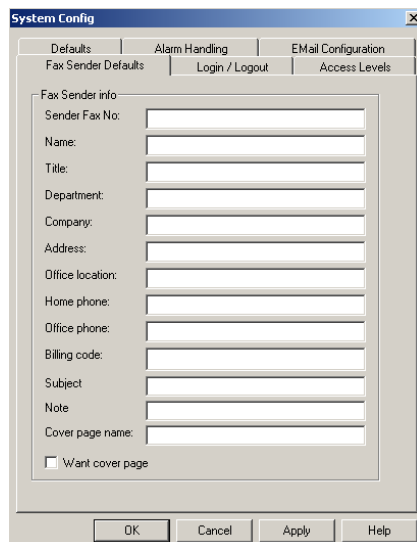 System Config
Defaults Alarm Handling EMail Configuration
Fax Sender Defaults Login / Logout Access Levels
Fax Sender info
Sender Fax No:
Name:
Title:
Department:
Company:
Address:
Office location:
Home phone:
Office phone:
Billing code:
Subject
Note
Cover page name:
Want cover page
OK Cancel Apply Help